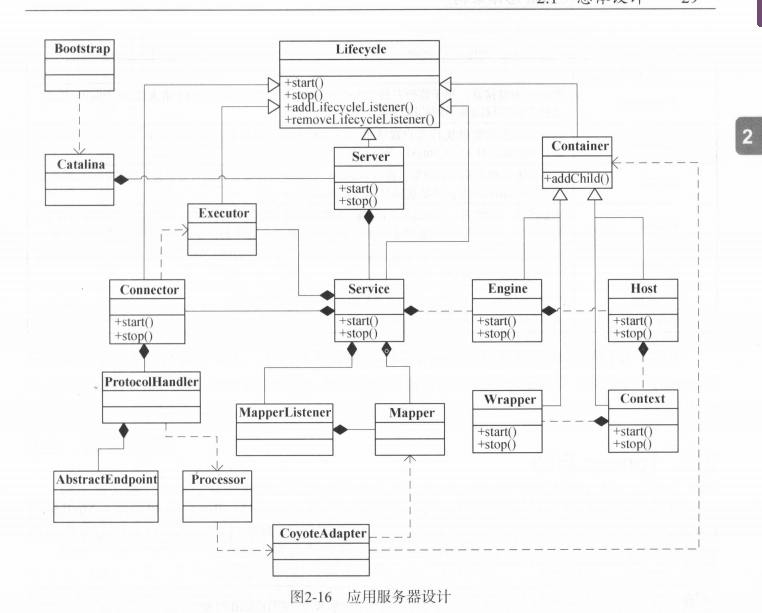 2.1 总体设计 29
2
Bootstrap
Lifecycle
+start()
+stop()
+addLifecycleListener()
+removeLifecycleListener()
Catalina
Server
+start()
+stop()
Container
+addChild()
Executor
Connector
+start()
+stop()
Service
+start()
+stop()
Engine
+start()
+stop()
Host
+start()
+stop()
ProtocolHandler
MapperListener
Mapper
Wrapper
+start()
+stop()
Context
+start()
+stop()
AbstractEndpoint
Processor
CoyoteAdapter
图2-16 应用服务器设计